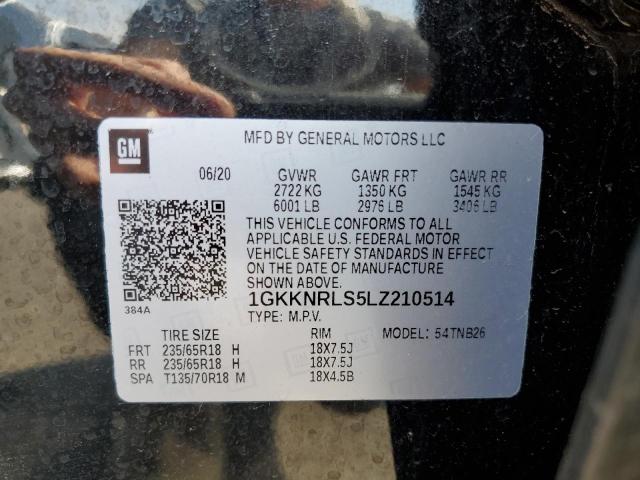 GM
MFD BY GENERAL MOTORS LLC
06/20 GVWR GAWR FRT GAWR RR
2722 KG 1350 KG 1545 KG
6001 LB 2976 LB 3406 LB
THIS VEHICLE CONFORMS TO ALL
APPLICABLE U.S. FEDERAL MOTOR
VEHICLE SAFETY STANDARDS IN EFFECT
ON THE DATE OF MANUFACTURE
SHOWN ABOVE.
384A
1GKKNRLS5LZ210514
TYPE: M.P.V.
TIRE SIZE RIM MODEL: 54TNB26
FRT 235/65R18 H 18X7.5J
RR 235/65R18 H 18X7.5J
SPA T135/70R18 M 18X4.5B